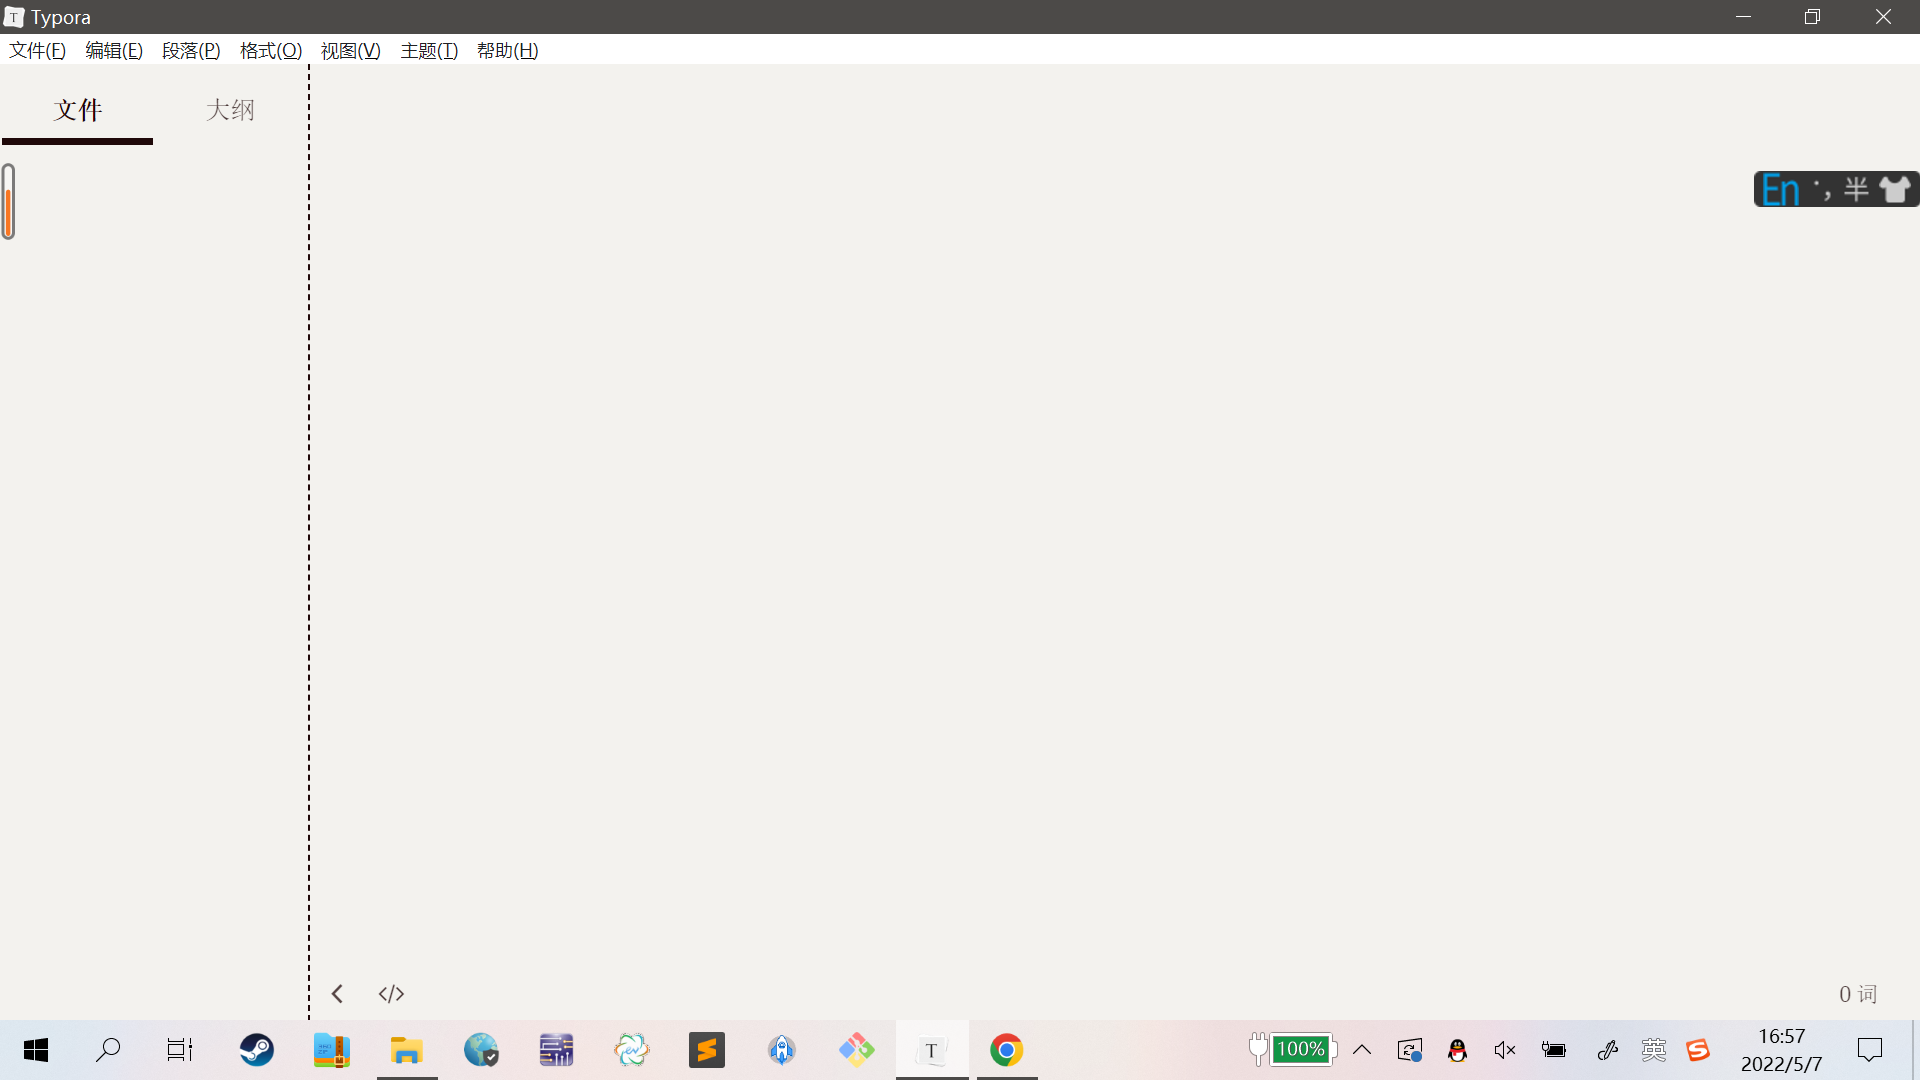 Typora
文件(F) 编辑(E) 段落(P) 格式(O) 视图(V) 主题(T) 帮助(H)
文件 大纲
En 半
</>
0 词
100%
英
16:57
2022/5/7